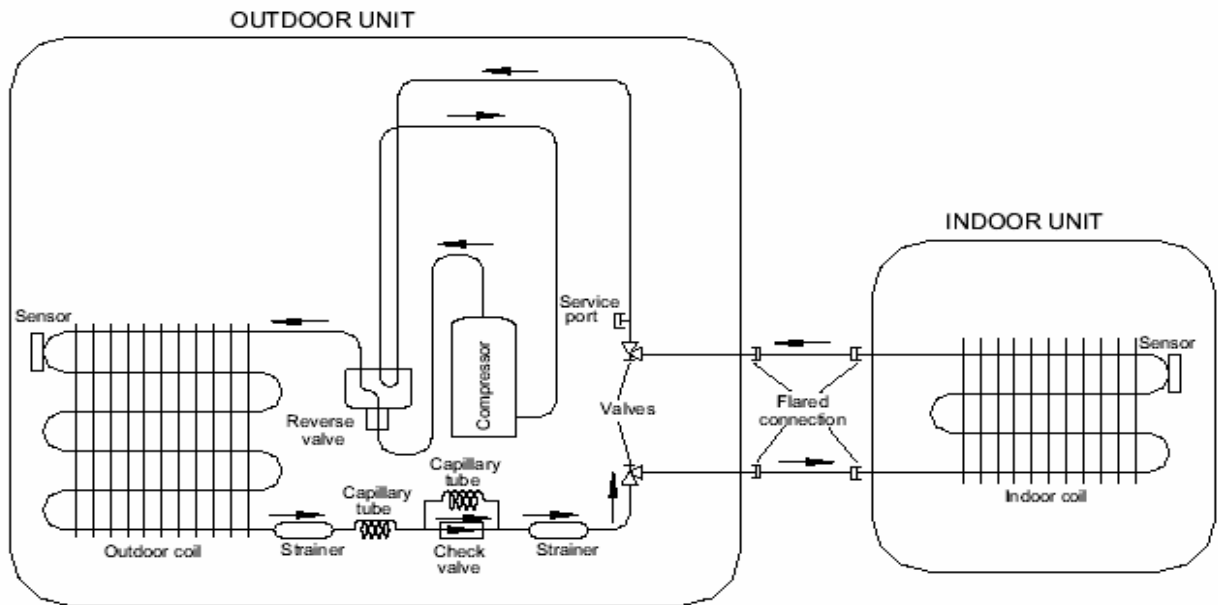 OUTDOOR UNIT
INDOOR UNIT
Service
port
Sensor
Sensor
Compressor
Reverse
valve
Valves
Flared
connection
Capillary
tube
Capillary
tube
Indoor coil
Outdoor coil
Strainer
Check
valve
Strainer